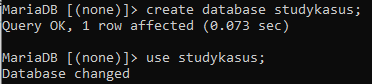 MariaDB [(none)]> create database studykasus;
Query OK, 1 row affected (0.073 sec)
MariaDB [(none)]> use studykasus;
Database changed